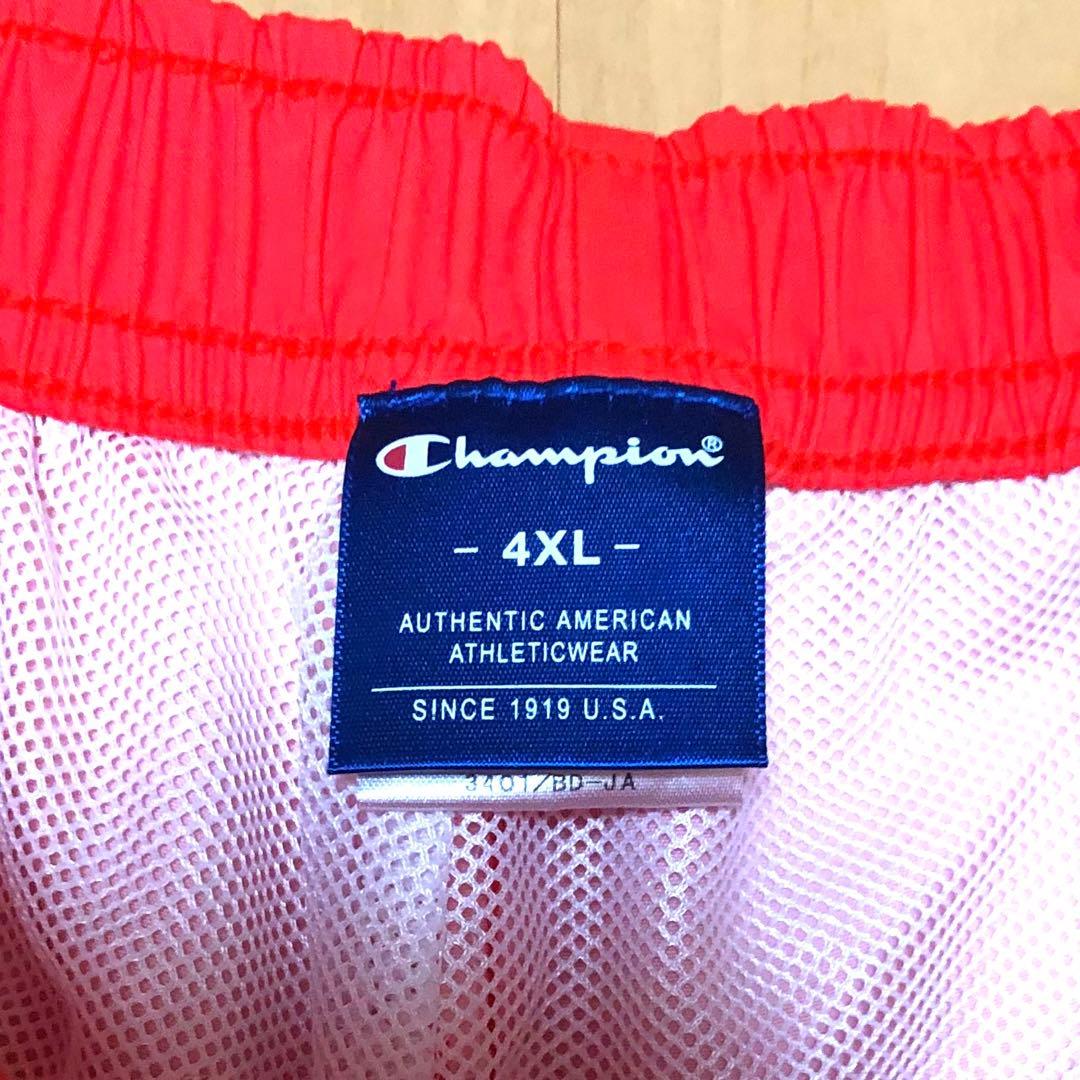 Champion®
- 4XL -
AUTHENTIC AMERICAN
ATHLETICWEAR
SINCE 1919 U.S.A.